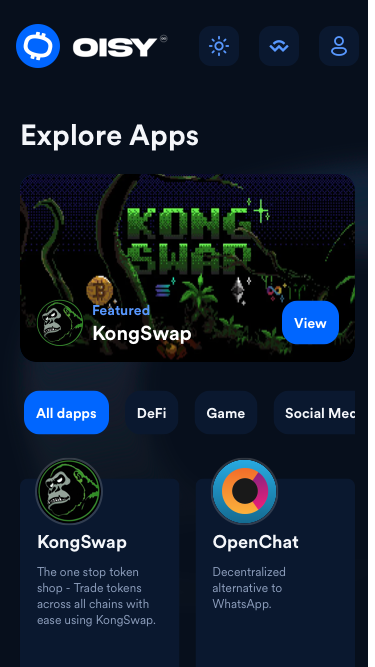 OISY
Explore Apps
KONG
SWAP
Featured
KongSwap
View
All dapps
DeFi
Game
Social Med
KongSwap
The one stop token
shop - Trade tokens
across all chains with
ease using KongSwap.
OpenChat
Decentralized
alternative to
WhatsApp.